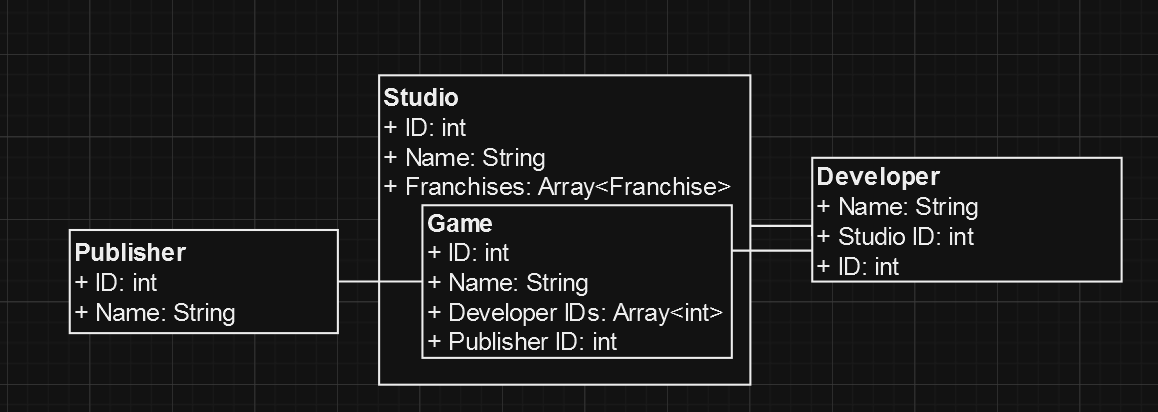 Studio
+ ID: int
+ Name: String
+ Franchises: Array<Franchise>
Game
+ ID: int
+ Name: String
+ Developer IDs: Array<int>
+ Publisher ID: int
Publisher
+ ID: int
+ Name: String
Developer
+ Name: String
+ Studio ID: int
+ ID: int